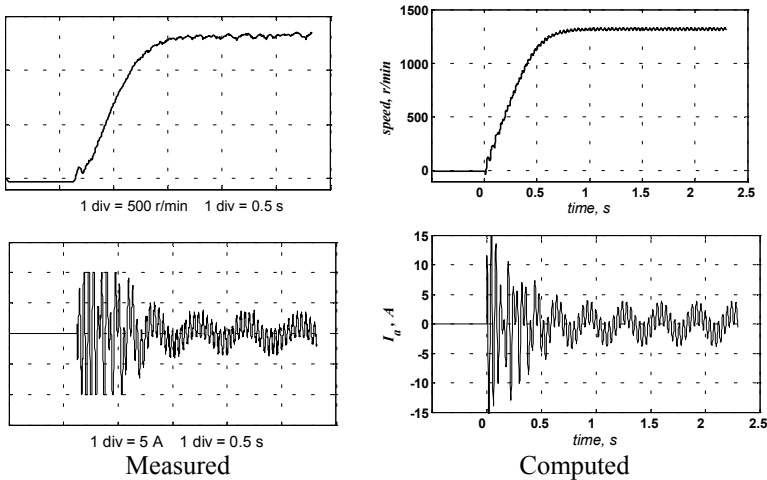 1 div = 500 r/min 1 div = 0.5 s
1500
1000
500
0
speed, r/min
0 0.5 1 1.5 2 2.5
time, s
1 div = 5 A 1 div = 0.5 s
15
10
5
0
-5
-10
-15
Ia , A
0 0.5 1 1.5 2 2.5
time, s
Measured
Computed